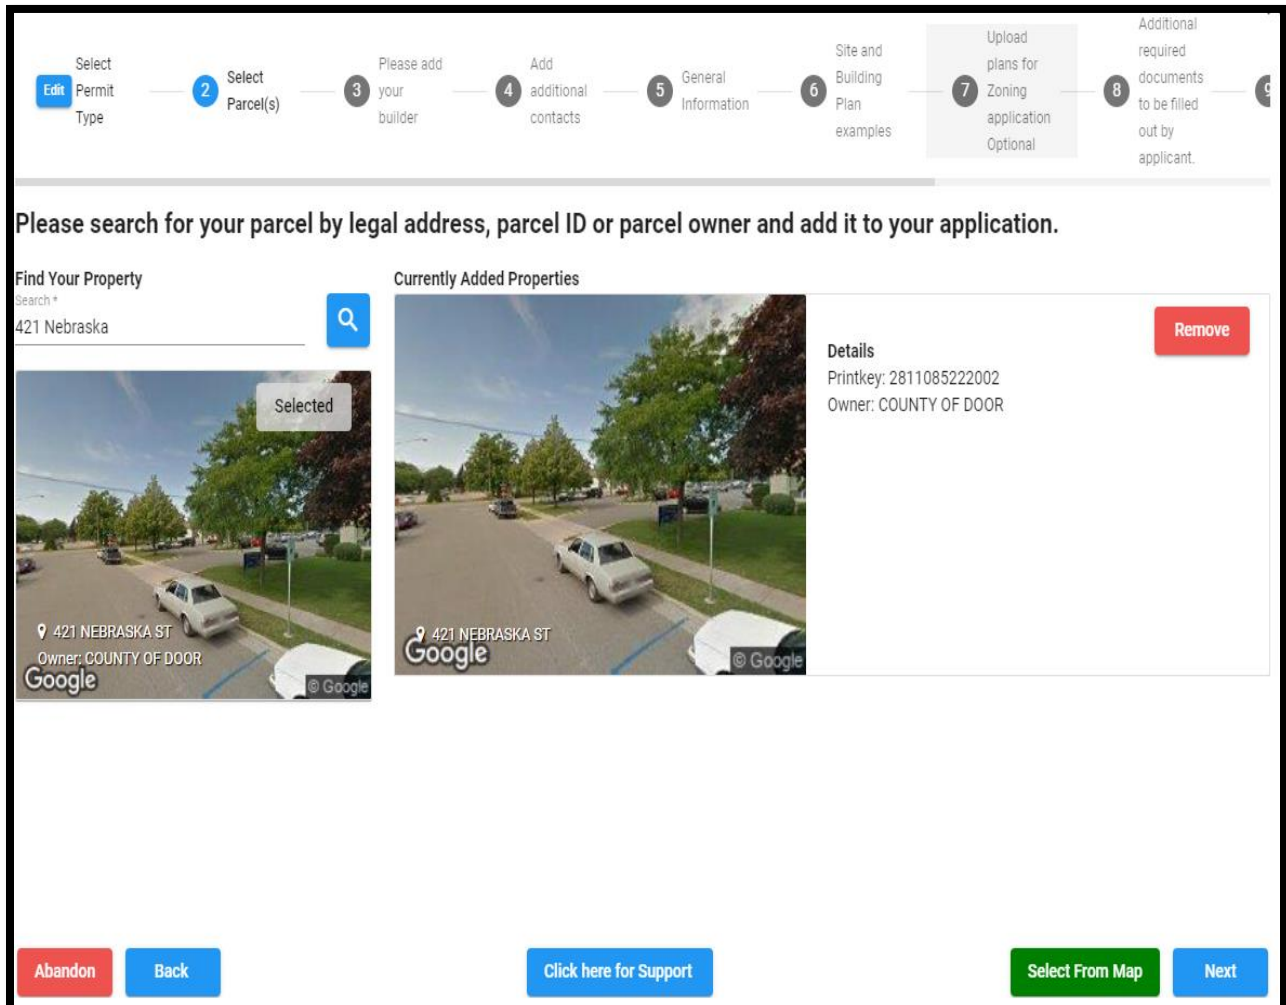 Edit
Select
Permit
Type
2
Select
Parcel(s)
3
Please add
your
builder
4
Add
additional
contacts
5
General
Information
6
Site and
Building
Plan
examples
7
Upload
plans for
Zoning
application
Optional
8
Additional
required
documents
to be filled
out by
applicant.
9
Please search for your parcel by legal address, parcel ID or parcel owner and add it to your application.
Find Your Property
Search *
421 Nebraska
Selected
421 NEBRASKA ST
Owner: COUNTY OF DOOR
Google
© Google
Currently Added Properties
421 NEBRASKA ST
Google
© Google
Details
Printkey: 2811085222002
Owner: COUNTY OF DOOR
Remove
Abandon
Back
Click here for Support
Select From Map
Next